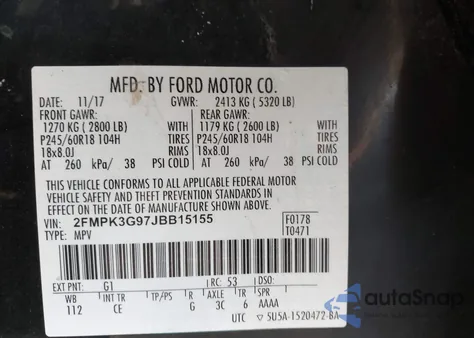 MFD. BY FORD MOTOR CO.
DATE: 11/17 GVWR: 2413 KG ( 5320 LB)
FRONT GAWR: REAR GAWR:
1270 KG ( 2800 LB) WITH 1179 KG ( 2600 LB) WITH
P245/60R18 104H TIRES P245/60R18 104H TIRES
18x8.0J RIMS 18x8.0J RIMS
AT 260 kPa/ 38 PSI COLD AT 260 kPa/ 38 PSI COLD
THIS VEHICLE CONFORMS TO ALL APPLICABLE FEDERAL MOTOR
VEHICLE SAFETY AND THEFT PREVENTION STANDARDS IN
EFFECT ON THE DATE OF MANUFACTURE SHOWN ABOVE.
VIN: 2FMPK3G97JBB15155 F0178
TYPE: MPV T0471
EXT PNT: G1 RC: 53 DSO:
WB INT TR TP/PS R AXLE TR SPR
112 CE G 3C 6 AAAA
UTC ▽ 5U5A-1520472-BA
autoSnap